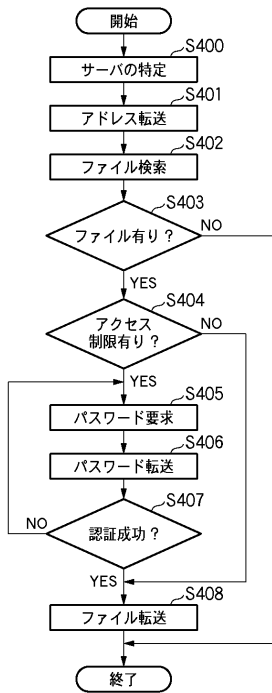 開始
S400
サーバの特定
S401
アドレス転送
S402
ファイル検索
S403
ファイル有り?
NO
YES
S404
アクセス
制限有り?
NO
YES
S405
パスワード要求
S406
パスワード転送
S407
認証成功?
NO
YES
S408
ファイル転送
終了